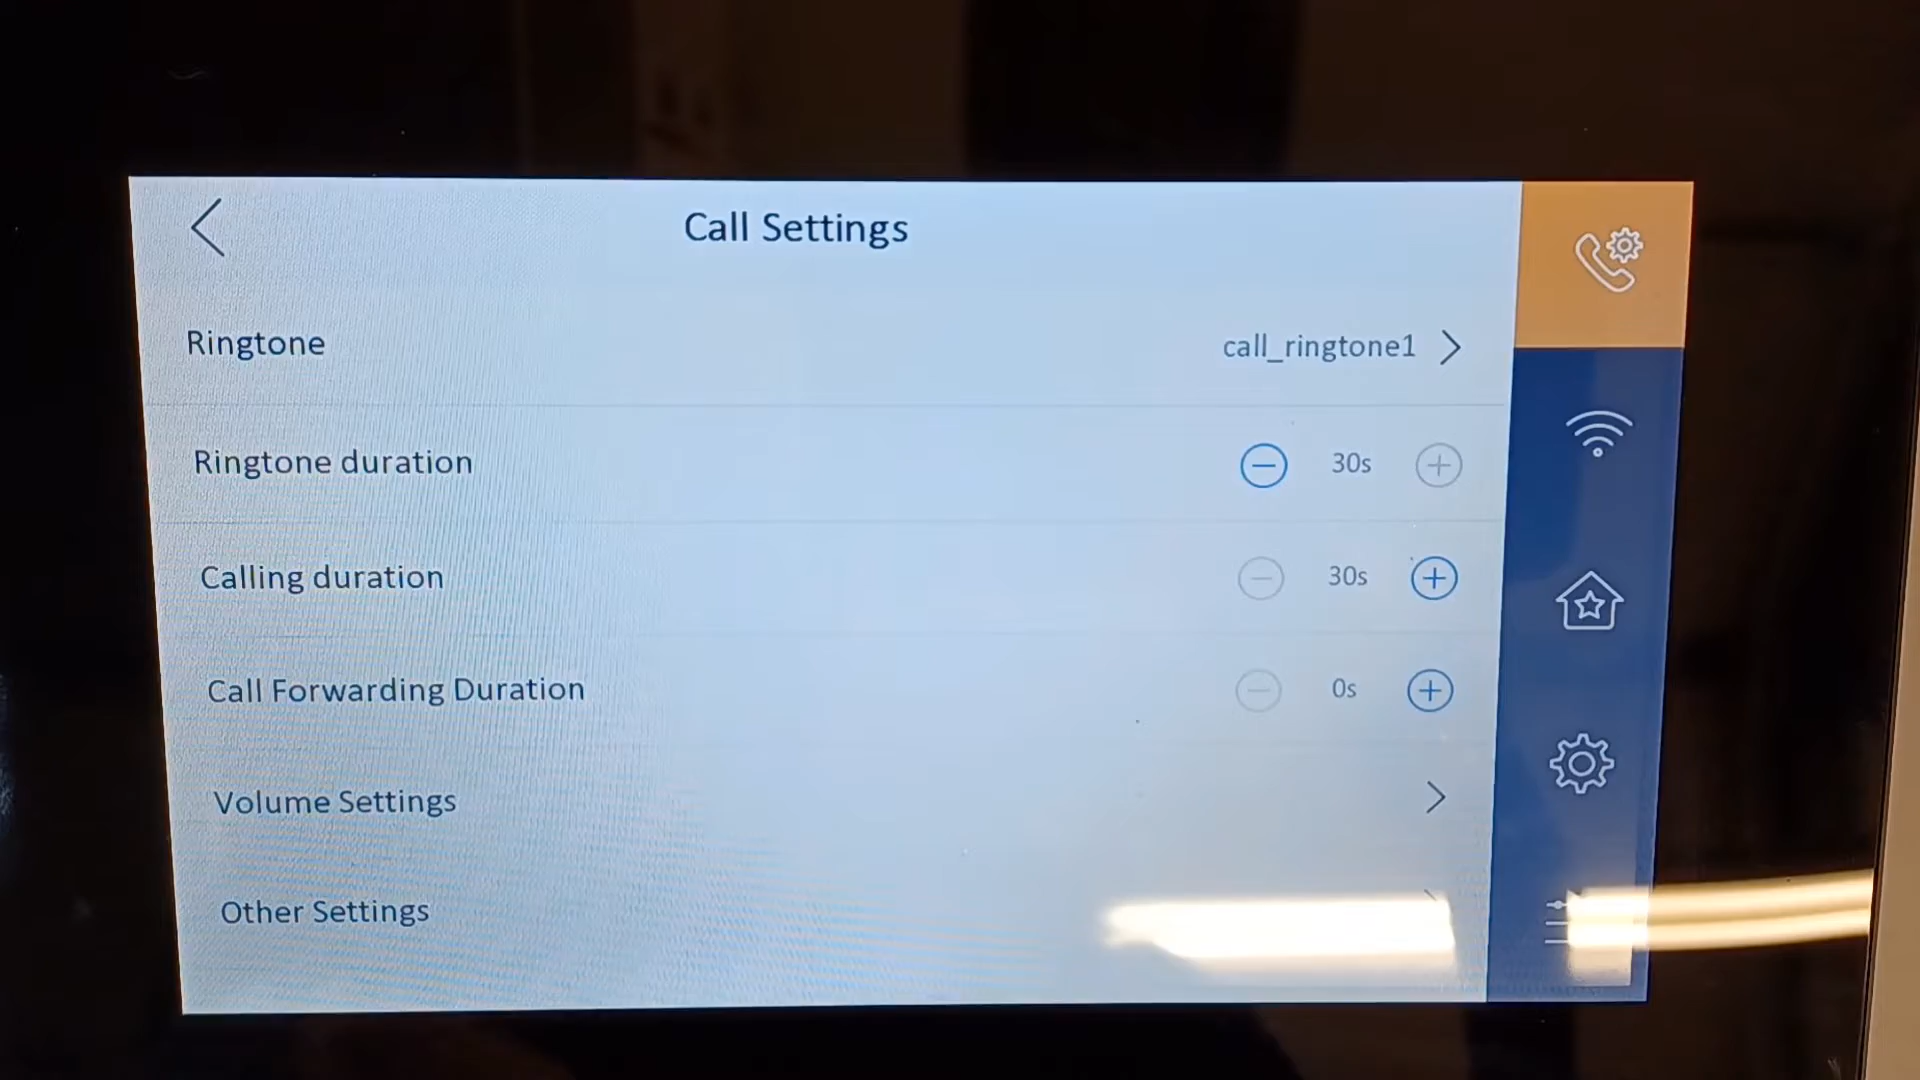 Call Settings
Ringtone call_ringtone1
Ringtone duration 30s
Calling duration 30s
Call Forwarding Duration 0s
Volume Settings
Other Settings